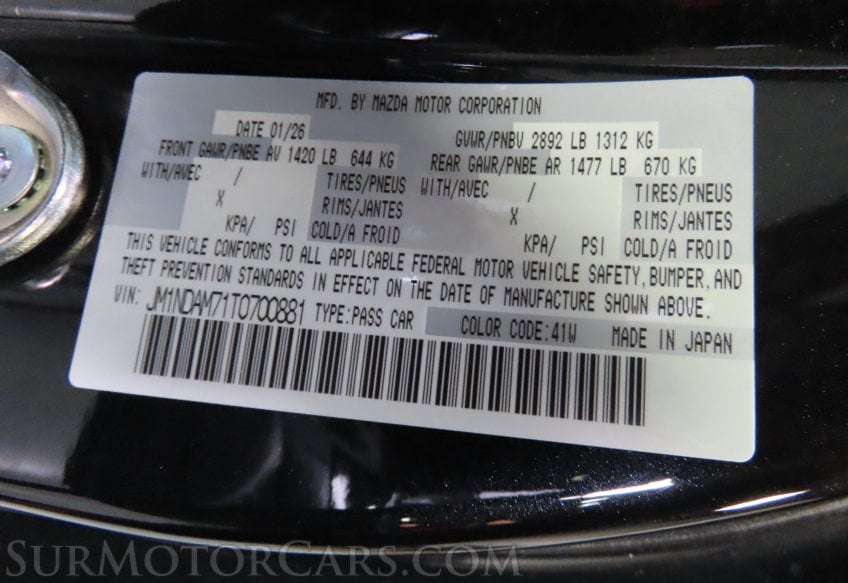 MFD. BY MAZDA MOTOR CORPORATION
DATE 01/26 GVWR/PNBV 2892 LB 1312 KG
FRONT GAWR/PNBE AV 1420 LB 644 KG REAR GAWR/PNBE AR 1477 LB 670 KG
WITH/AVEC / TIRES/PNEUS WITH/AVEC / TIRES/PNEUS
X RIMS/JANTES X RIMS/JANTES
KPA/ PSI COLD/A FROID KPA/ PSI COLD/A FROID
THIS VEHICLE CONFORMS TO ALL APPLICABLE FEDERAL MOTOR VEHICLE SAFETY, BUMPER, AND
THEFT PREVENTION STANDARDS IN EFFECT ON THE DATE OF MANUFACTURE SHOWN ABOVE.
VIN: JM1NDAM71T0700881 TYPE:PASS CAR COLOR CODE:41W MADE IN JAPAN
SURMOTORCARS.COM